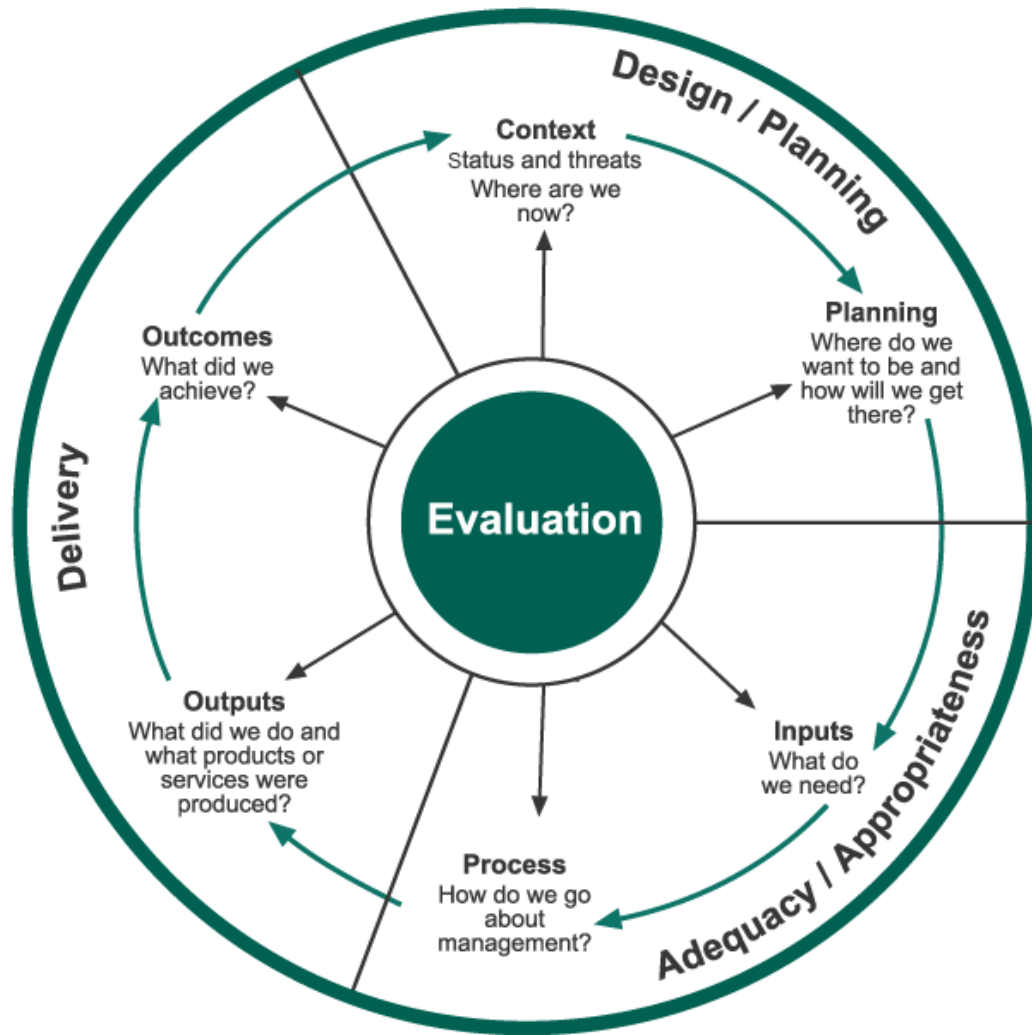 Design / Planning
Context
Status and threats
Where are we
now?
Planning
Where do we
want to be and
how will we get
there?
Adequacy / Appropriateness
Inputs
What do
we need?
Process
How do we go
about
management?
Delivery
Outputs
What did we do and
what products or
services were
produced?
Outcomes
What did we
achieve?
Evaluation